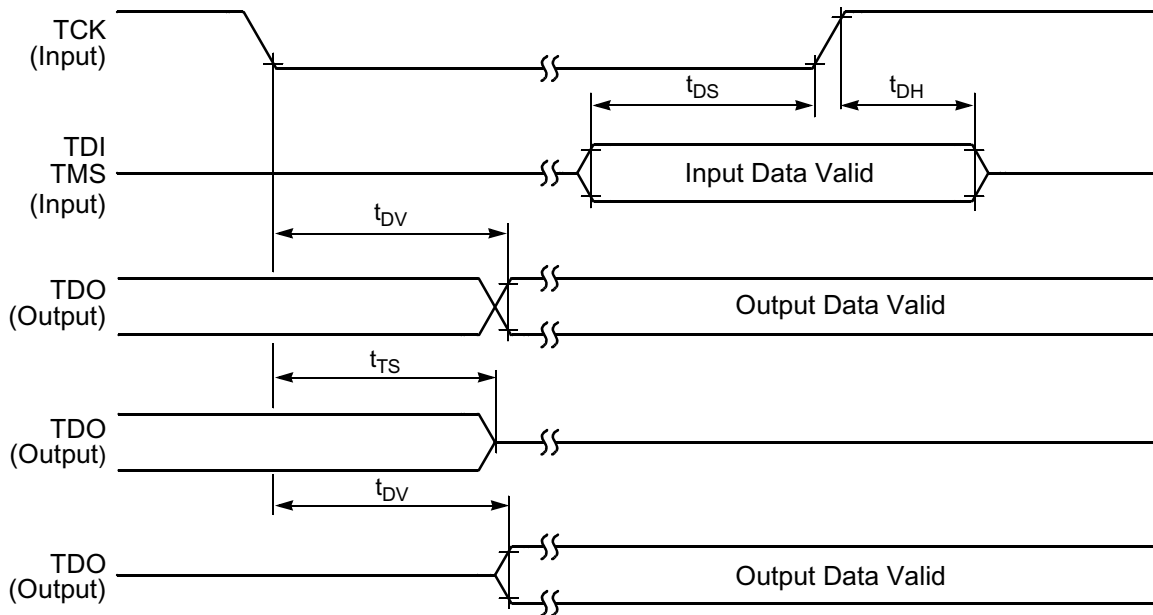 TCK
(Input)
tDS
tDH
TDI
TMS
(Input)
Input Data Valid
tDV
TDO
(Output)
Output Data Valid
tTS
TDO
(Output)
tDV
TDO
(Output)
Output Data Valid